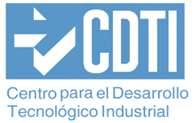 CDTI
Centro para el Desarrollo
Tecnológico Industrial